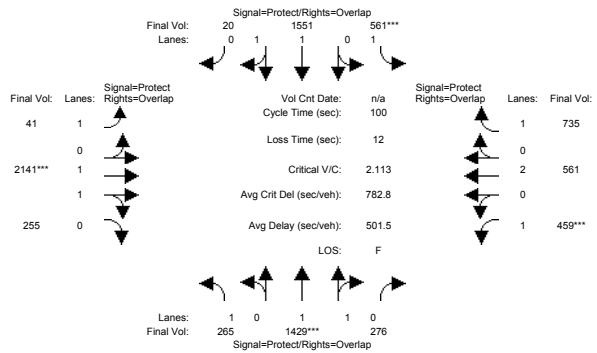 Signal=Protect/Rights=Overlap
Final Vol: 20 1551 561***
Lanes: 0 1 1 0 1
Signal=Protect
Final Vol: Lanes: Rights=Overlap
41 1
0
2141*** 1
1
255 0
Vol Cnt Date: n/a
Cycle Time (sec): 100
Loss Time (sec): 12
Critical V/C: 2.113
Avg Crit Del (sec/veh): 782.8
Avg Delay (sec/veh): 501.5
LOS: F
Signal=Protect
Rights=Overlap Lanes: Final Vol:
1 735
0
2 561
0
1 459***
Lanes: 1 0 1 1 0
Final Vol: 265 1429*** 276
Signal=Protect/Rights=Overlap